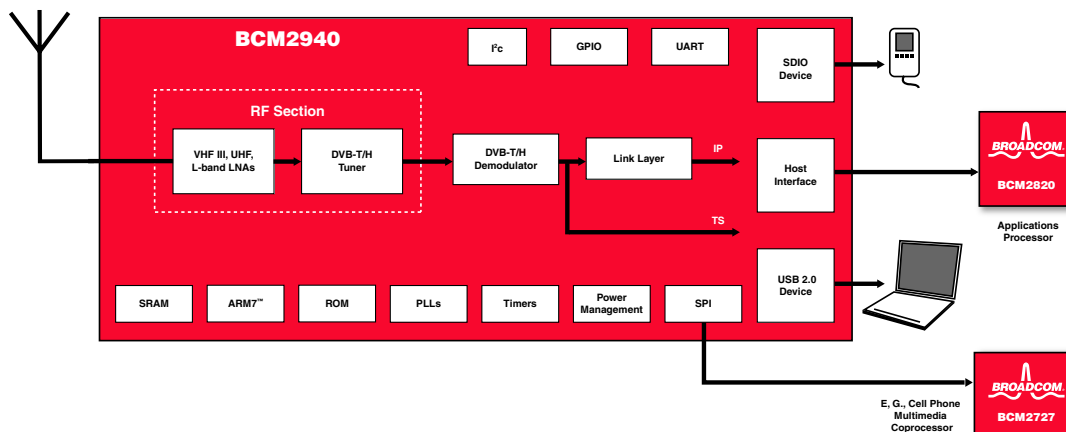 BCM2940
I²c
GPIO
UART
SDIO
Device
RF Section
VHF III, UHF,
L-band LNAs
DVB-T/H
Tuner
DVB-T/H
Demodulator
Link Layer
IP
TS
Host
Interface
BROADCOM.
BCM2820
Applications
Processor
USB 2.0
Device
SRAM
ARM7™
ROM
PLLs
Timers
Power
Management
SPI
E, G., Cell Phone
Multimedia
Coprocessor
BROADCOM.
BCM2727